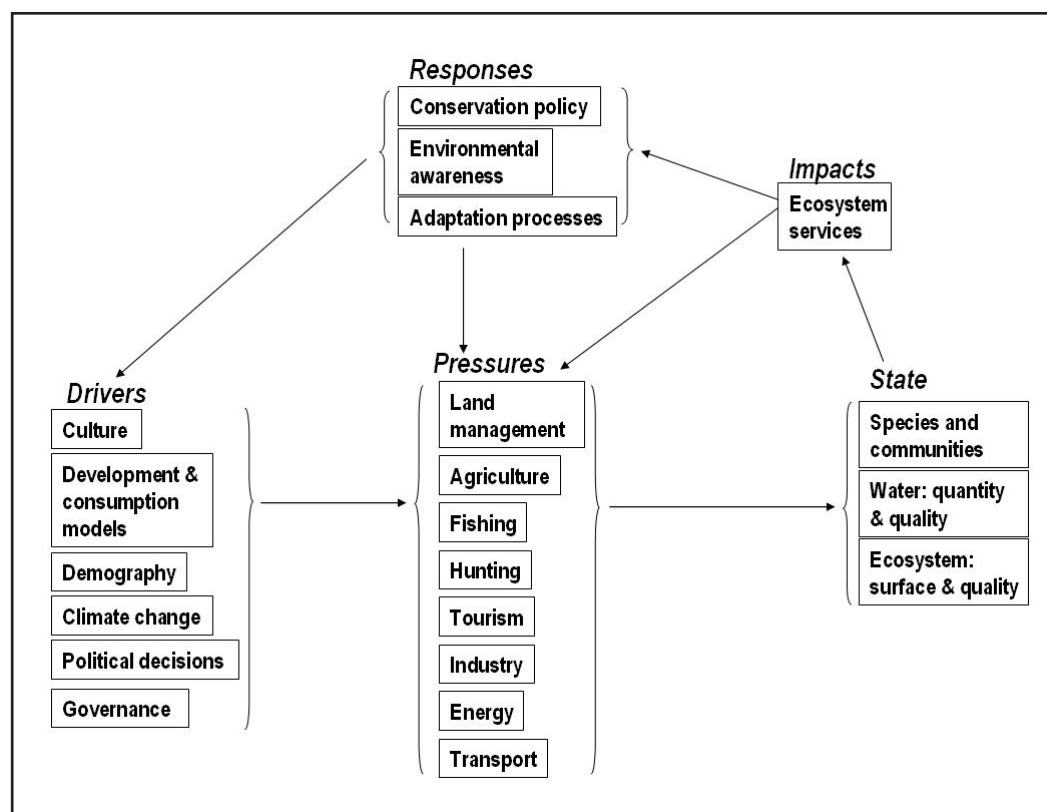 Responses
Conservation policy
Environmental
awareness
Adaptation processes
Impacts
Ecosystem
services
Drivers
Culture
Development &
consumption
models
Demography
Climate change
Political decisions
Governance
Pressures
Land
management
Agriculture
Fishing
Hunting
Tourism
Industry
Energy
Transport
State
Species and
communities
Water: quantity
& quality
Ecosystem:
surface & quality